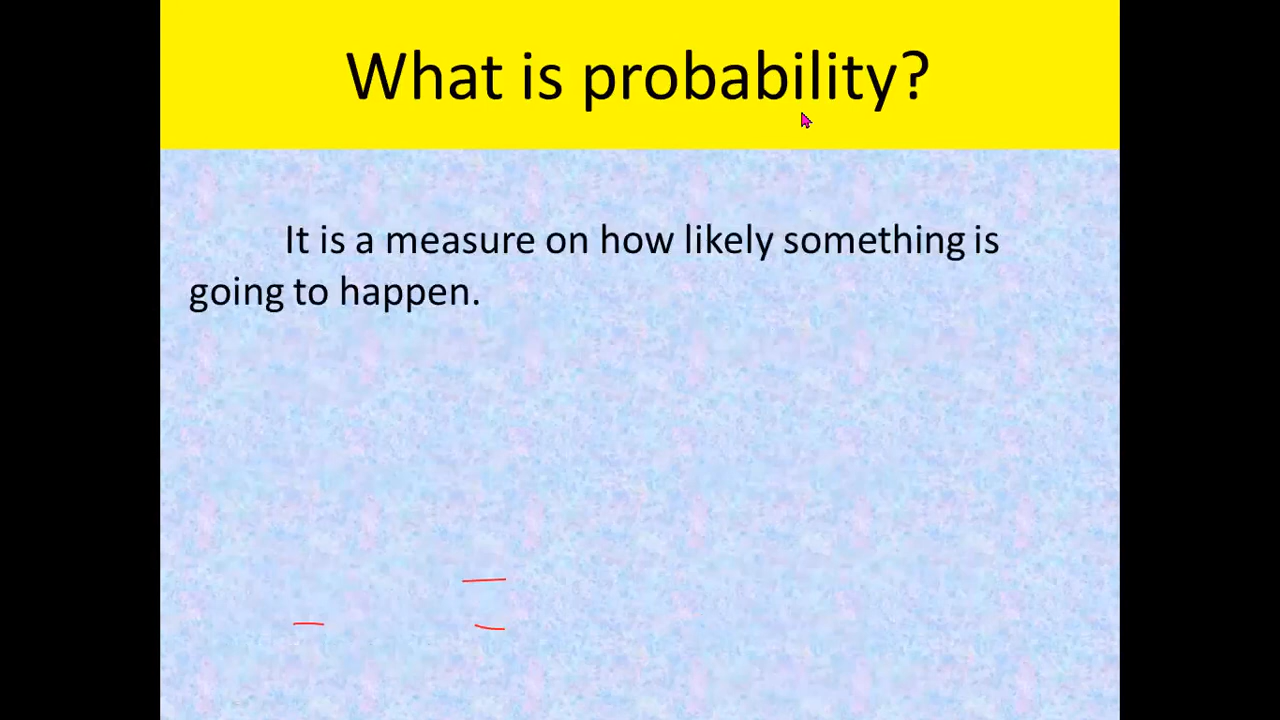 What is probability?
It is a measure on how likely something is
going to happen.